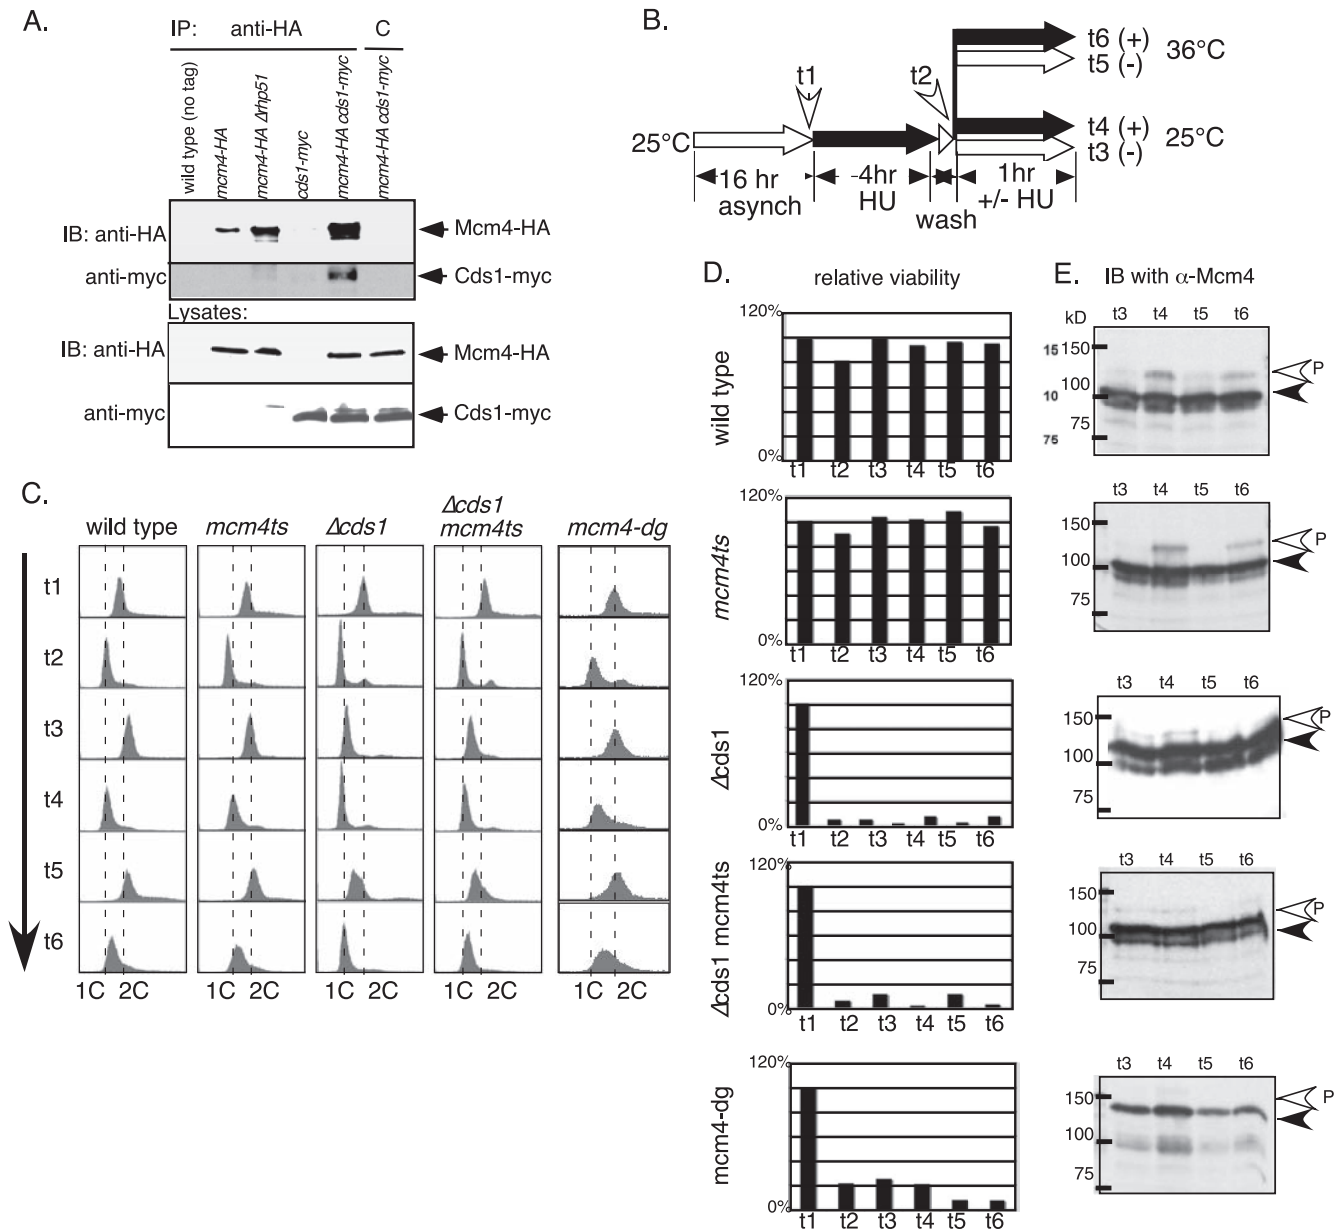 A.
IP: anti-HA C
wild type (no tag)
mcm4-HA
mcm4-HA Δrhp51
cds1-myc
mcm4-HA cds1-myc
mcm4-HA cds1-myc
IB: anti-HA Mcm4-HA
anti-myc Cds1-myc
Lysates:
IB: anti-HA Mcm4-HA
anti-myc Cds1-myc
B.
t1 t2
t6 (+) 36°C
t5 (-)
t4 (+) 25°C
t3 (-)
25°C
16 hr asynch
~4hr HU
wash
1hr +/- HU
C.
wild type mcm4ts Δcds1 Δcds1 mcm4ts mcm4-dg
t1
t2
t3
t4
t5
t6
1C 2C 1C 2C 1C 2C 1C 2C 1C 2C
D. relative viability
wild type
120%
0%
t1 t2 t3 t4 t5 t6
mcm4ts
120%
0%
t1 t2 t3 t4 t5 t6
Δcds1
120%
0%
t1 t2 t3 t4 t5 t6
Δcds1 mcm4ts
120%
0%
t1 t2 t3 t4 t5 t6
mcm4-dg
120%
0%
t1 t2 t3 t4 t5 t6
E. IB with α-Mcm4
t3 t4 t5 t6
kD
15 150
100
10
75
75
P
t3 t4 t5 t6
150
100
75
P
t3 t4 t5 t6
150
100
75
P
t3 t4 t5 t6
150
100
75
P
t3 t4 t5 t6
150
100
75
P